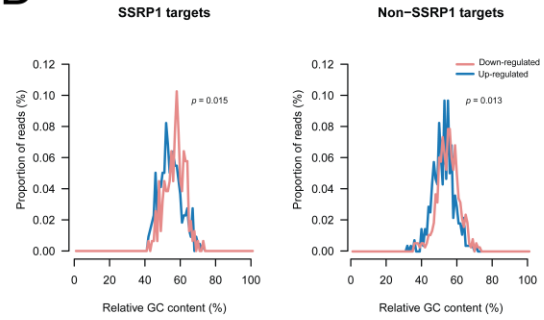 SSRP1 targets
Non−SSRP1 targets
Down-regulated
Up-regulated
p = 0.015
p = 0.013
Proportion of reads (%)
0.12
0.10
0.08
0.06
0.04
0.02
0.00
0 20 40 60 80 100
Relative GC content (%)
Proportion of reads (%)
0.12
0.10
0.08
0.06
0.04
0.02
0.00
0 20 40 60 80 100
Relative GC content (%)